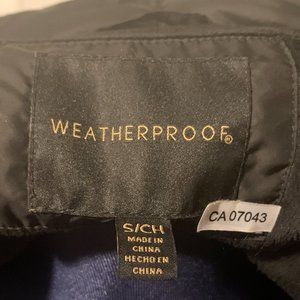 WEATHERPROOF®
S/CH
MADE IN
CHINA
HECHO EN
CHINA
CA 07043